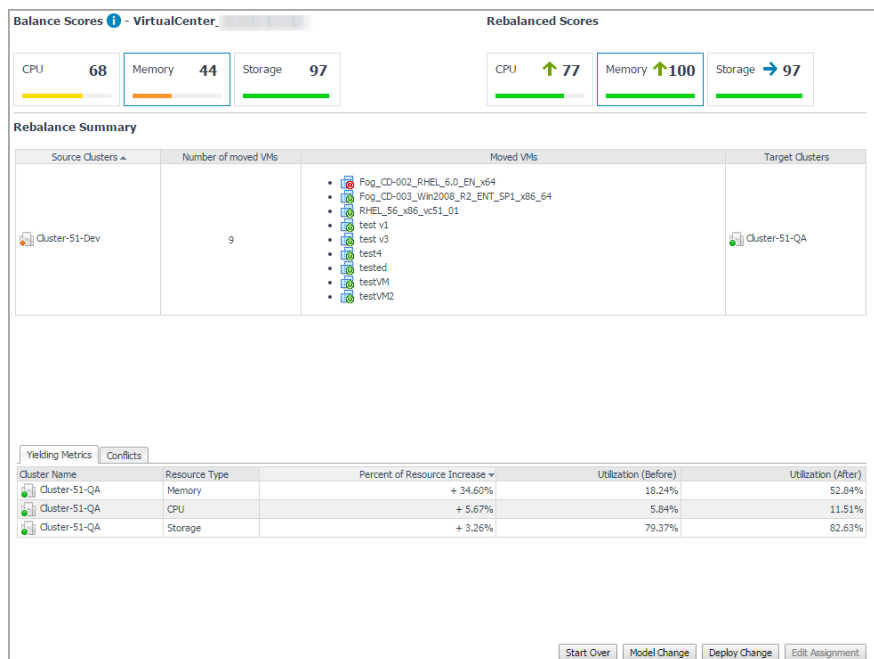 Balance Scores - VirtualCenter_ Rebalanced Scores
CPU 68 Memory 44 Storage 97 CPU 77 Memory 100 Storage 97
Rebalance Summary
Source Clusters Number of moved VMs Moved VMs Target Clusters
Fog_CD-002_RHEL_6.0_EN_x64
Fog_CD-003_Win2008_R2_ENT_SP1_x86_64
RHEL_56_x86_vc51_01
test v1
Cluster-51-Dev 9 test v3 Cluster-51-QA
test4
tested
testVM
testVM2
Yielding Metrics Conflicts
Cluster Name Resource Type Percent of Resource Increase Utilization (Before) Utilization (After)
Cluster-51-QA Memory + 34.60% 18.24% 52.84%
Cluster-51-QA CPU + 5.67% 5.84% 11.51%
Cluster-51-QA Storage + 3.26% 79.37% 82.63%
Start Over Model Change Deploy Change Edit Assignment